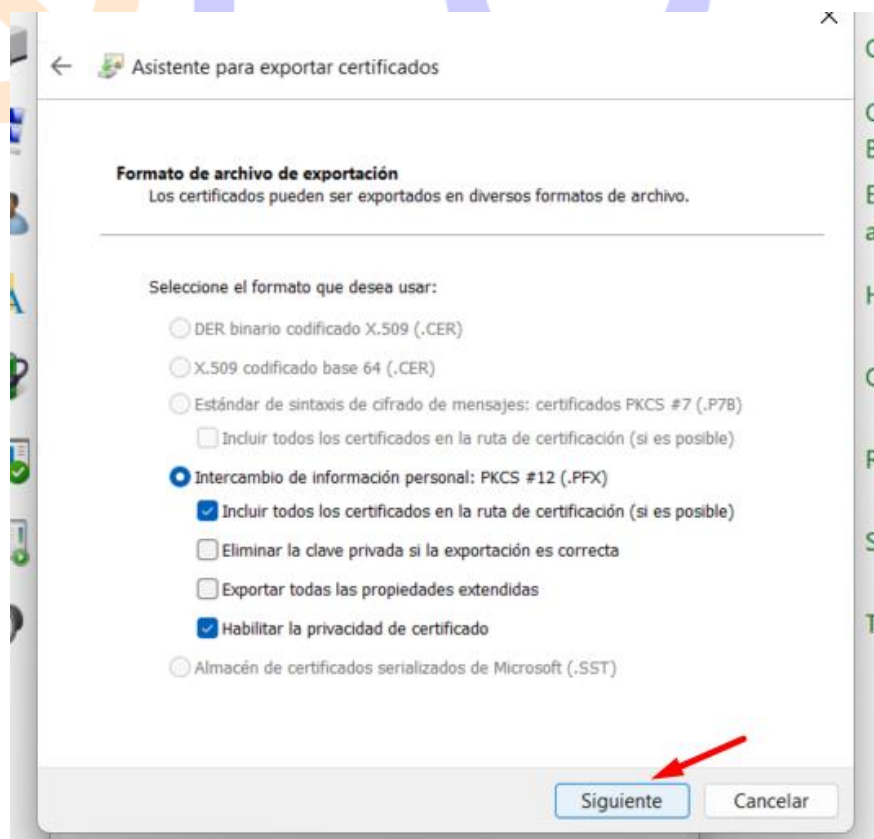 Asistente para exportar certificados
Formato de archivo de exportación
Los certificados pueden ser exportados en diversos formatos de archivo.
Seleccione el formato que desea usar:
DER binario codificado X.509 (.CER)
X.509 codificado base 64 (.CER)
Estándar de sintaxis de cifrado de mensajes: certificados PKCS #7 (.P7B)
Incluir todos los certificados en la ruta de certificación (si es posible)
Intercambio de información personal: PKCS #12 (.PFX)
Incluir todos los certificados en la ruta de certificación (si es posible)
Eliminar la clave privada si la exportación es correcta
Exportar todas las propiedades extendidas
Habilitar la privacidad de certificado
Almacén de certificados serializados de Microsoft (.SST)
Siguiente Cancelar